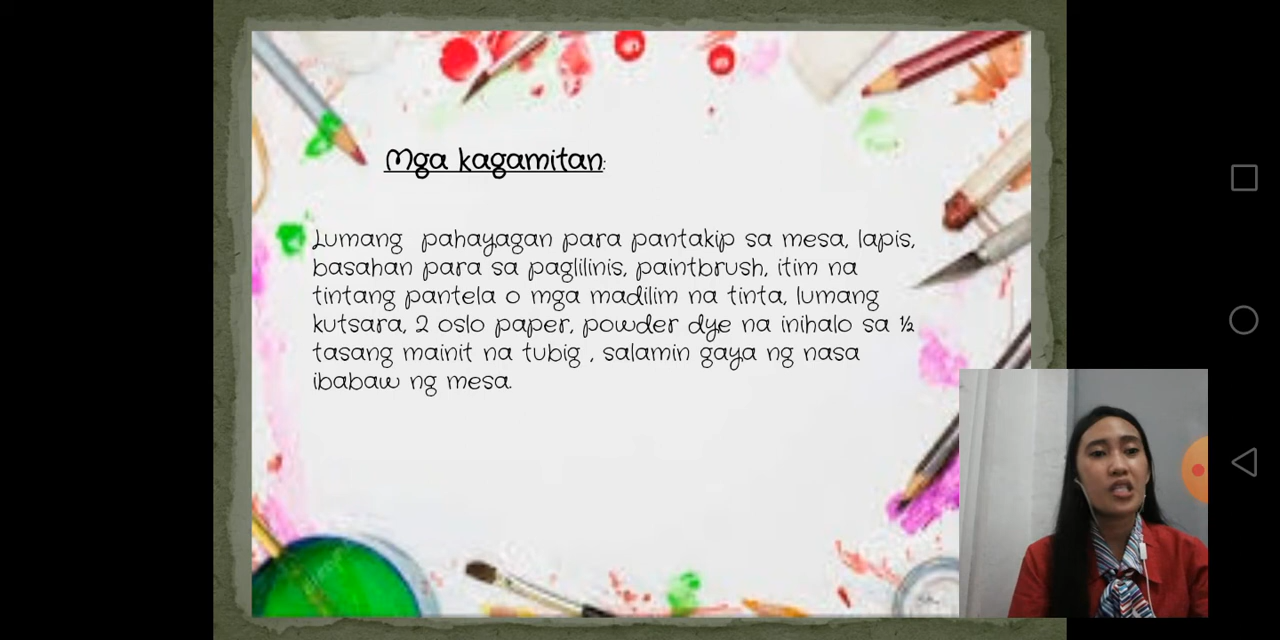 Mga kagamitan:
Lumang pahayagan para pantakip sa mesa, lapis,
basahan para sa paglilinis, paintbrush, itim na
tintang pantela o mga madilim na tinta, lumang
kutsara, 2 oslo paper, powder dye na inihalo sa ½
tasang mainit na tubig , salamin gaya ng nasa
ibabaw ng mesa.